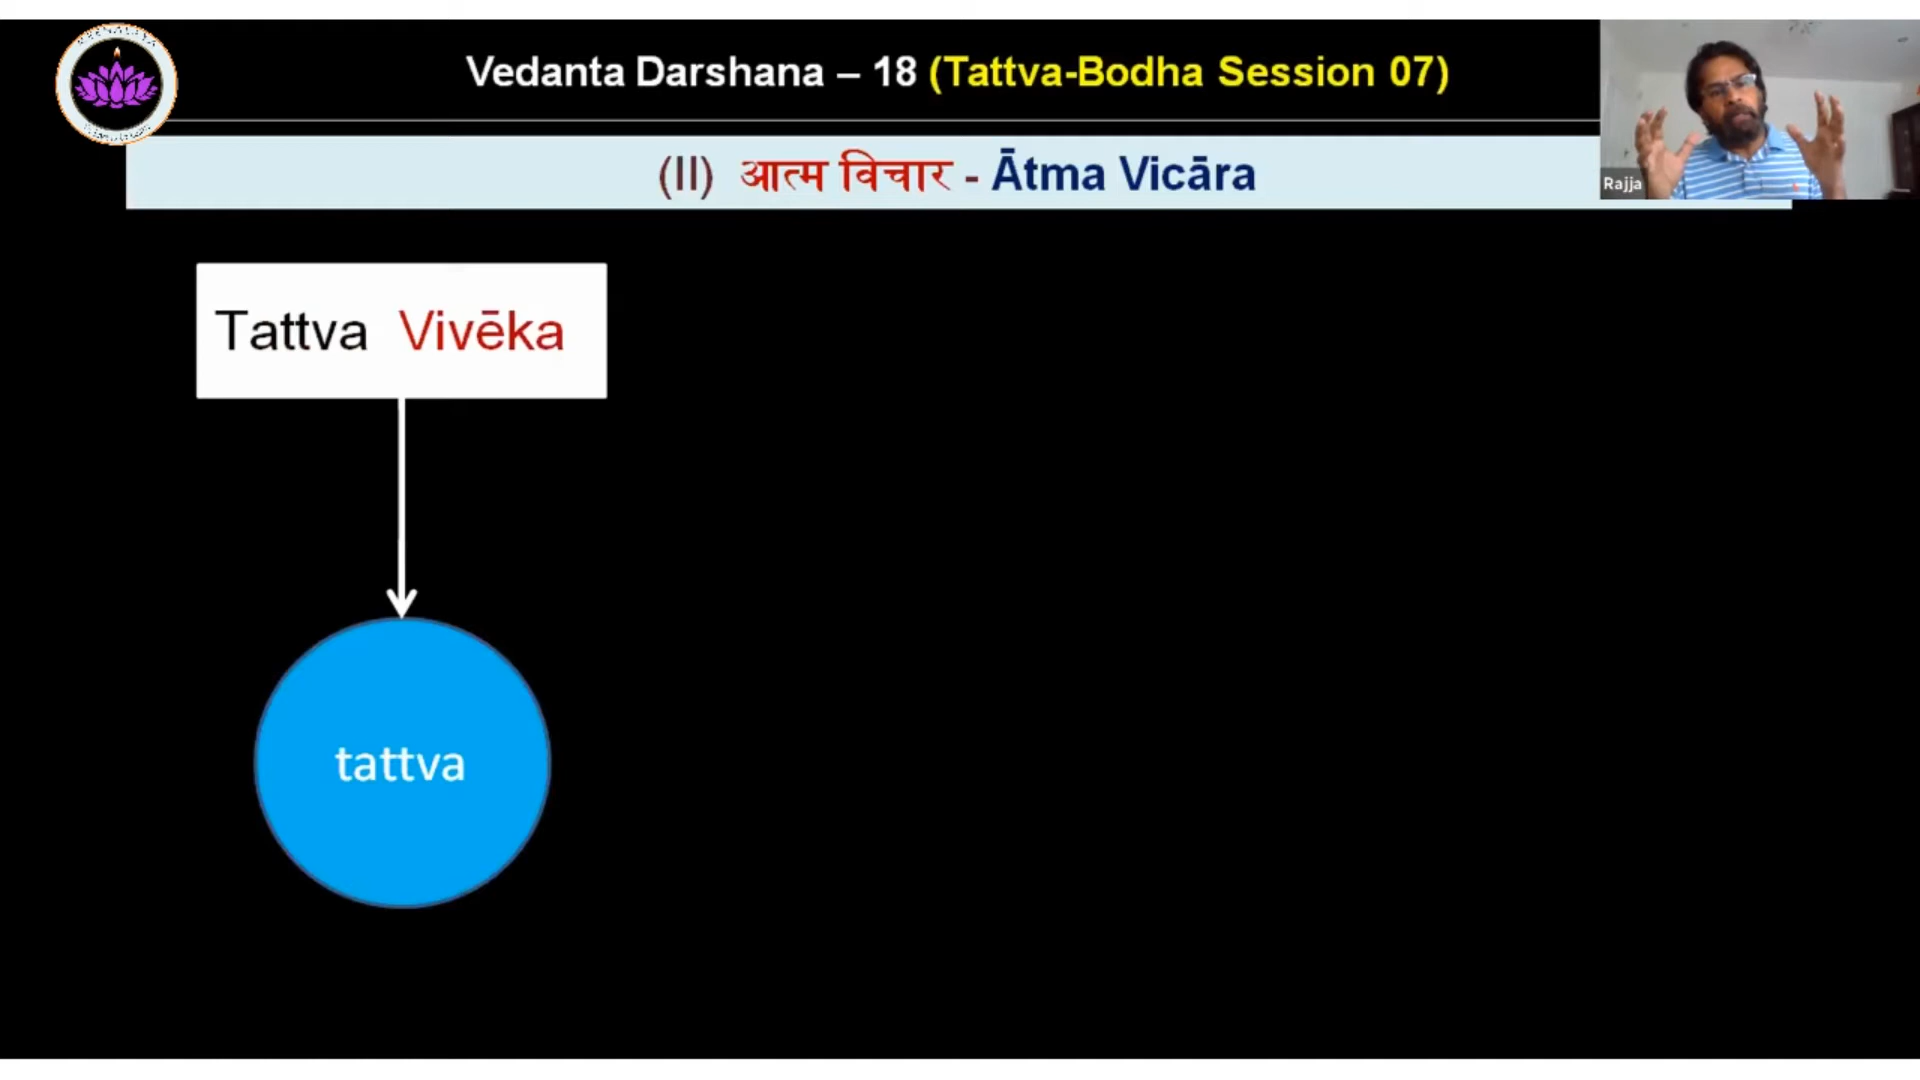 Vedanta Darshana – 18 (Tattva-Bodha Session 07)
(II) आत्म विचार - Ātma Vicāra
Rajja
Tattva Vivēka
tattva